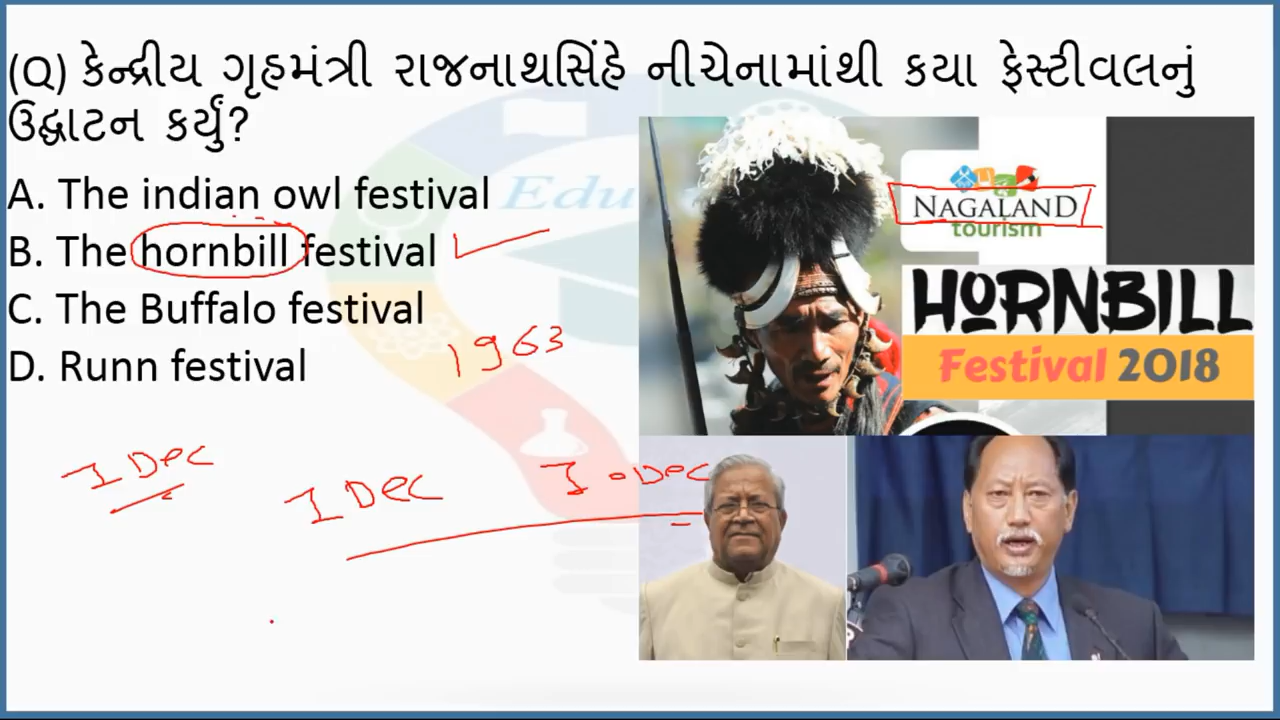 (Q) કેન્દ્રીય ગૃહમંત્રી રાજનાથસિંહે નીચેનામાંથી કયા ફેસ્ટીવલનું
ઉદ્ઘાટન કર્યું?
A. The indian owl festival
B. The hornbill festival
C. The Buffalo festival
D. Runn festival
1963
1 Dec
1 Dec
10 Dec
NAGALAND
tourism
HORNBILL
Festival 2018